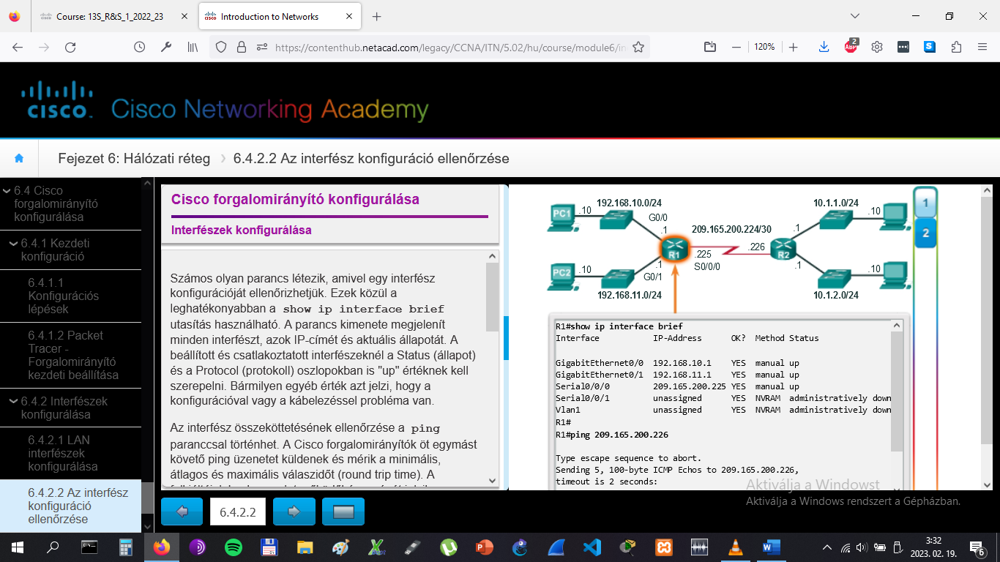 Course: 13S_R&S_1_2022_23
Introduction to Networks
https://contenthub.netacad.com/legacy/CCNA/ITN/5.02/hu/course/module6/in
120%
2
ABP
S
CISCO
Cisco Networking Academy
Fejezet 6: Hálózati réteg
6.4.2.2 Az interfész konfiguráció ellenőrzése
6.4 Cisco
forgalomirányító
konfigurálása
6.4.1 Kezdeti
konfiguráció
6.4.1.1
Konfigurációs
lépések
6.4.1.2 Packet
Tracer -
Forgalomirányító
kezdeti beállítása
6.4.2 Interfészek
konfigurálása
6.4.2.1 LAN
interfészek
konfigurálása
6.4.2.2 Az interfész
konfiguráció
ellenőrzése
Cisco forgalomirányító konfigurálása
Interfészek konfigurálása
Számos olyan parancs létezik, amivel egy interfész
konfigurációját ellenőrizhetjük. Ezek közül a
leghatékonyabban a show ip interface brief
utasítás használható. A parancs kimenete megjelenít
minden interfészt, azok IP-címét és aktuális állapotát. A
beállított és csatlakoztatott interfészeknél a Status (állapot)
és a Protocol (protokoll) oszlopokban is "up" értéknek kell
szerepelni. Bármilyen egyéb érték azt jelzi, hogy a
konfigurációval vagy a kábelezéssel probléma van.
Az interfész összeköttetésének ellenőrzése a ping
paranccsal történhet. A Cisco forgalomirányítók öt egymást
követő ping üzenetet küldenek és mérik a minimális,
átlagos és maximális válaszidőt (round trip time). A
6.4.2.2
192.168.10.0/24
10.1.1.0/24
PC1
.10
G0/0
.1
209.165.200.224/30
.1
.10
R1
.225
.226
R2
S0/0/0
PC2
.10
.1
G0/1
.1
.10
192.168.11.0/24
10.1.2.0/24
1
2
R1#show ip interface brief
Interface IP-Address OK? Method Status
GigabitEthernet0/0 192.168.10.1 YES manual up
GigabitEthernet0/1 192.168.11.1 YES manual up
Serial0/0/0 209.165.200.225 YES manual up
Serial0/0/1 unassigned YES NVRAM administratively down
Vlan1 unassigned YES NVRAM administratively down
R1#
R1#ping 209.165.200.226
Type escape sequence to abort.
Sending 5, 100-byte ICMP Echos to 209.165.200.226,
timeout is 2 seconds:
Aktiválja a Windowst
Aktiválja a Windows rendszert a Gépházban.
3:32
2023. 02. 19.
6